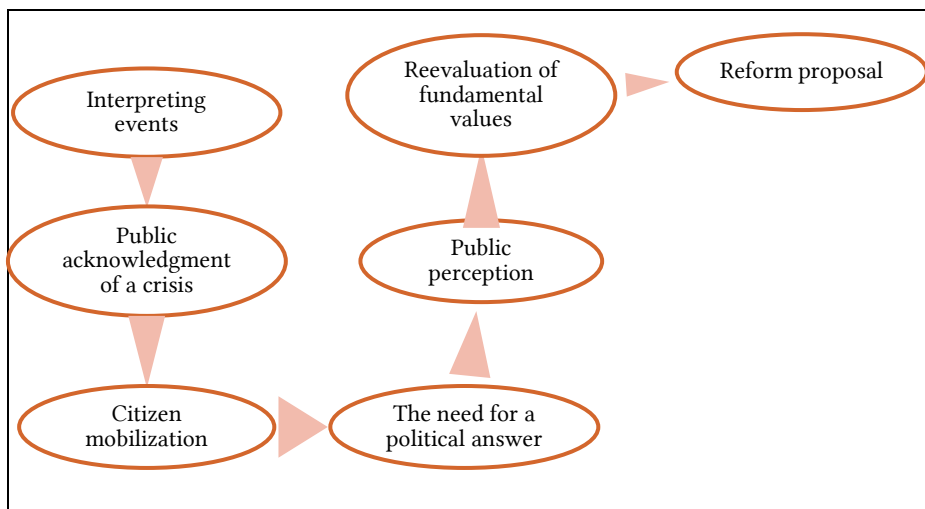 Interpreting
events
Public
acknowledgment
of a crisis
Citizen
mobilization
The need for a
political answer
Public
perception
Reevaluation of
fundamental
values
Reform proposal